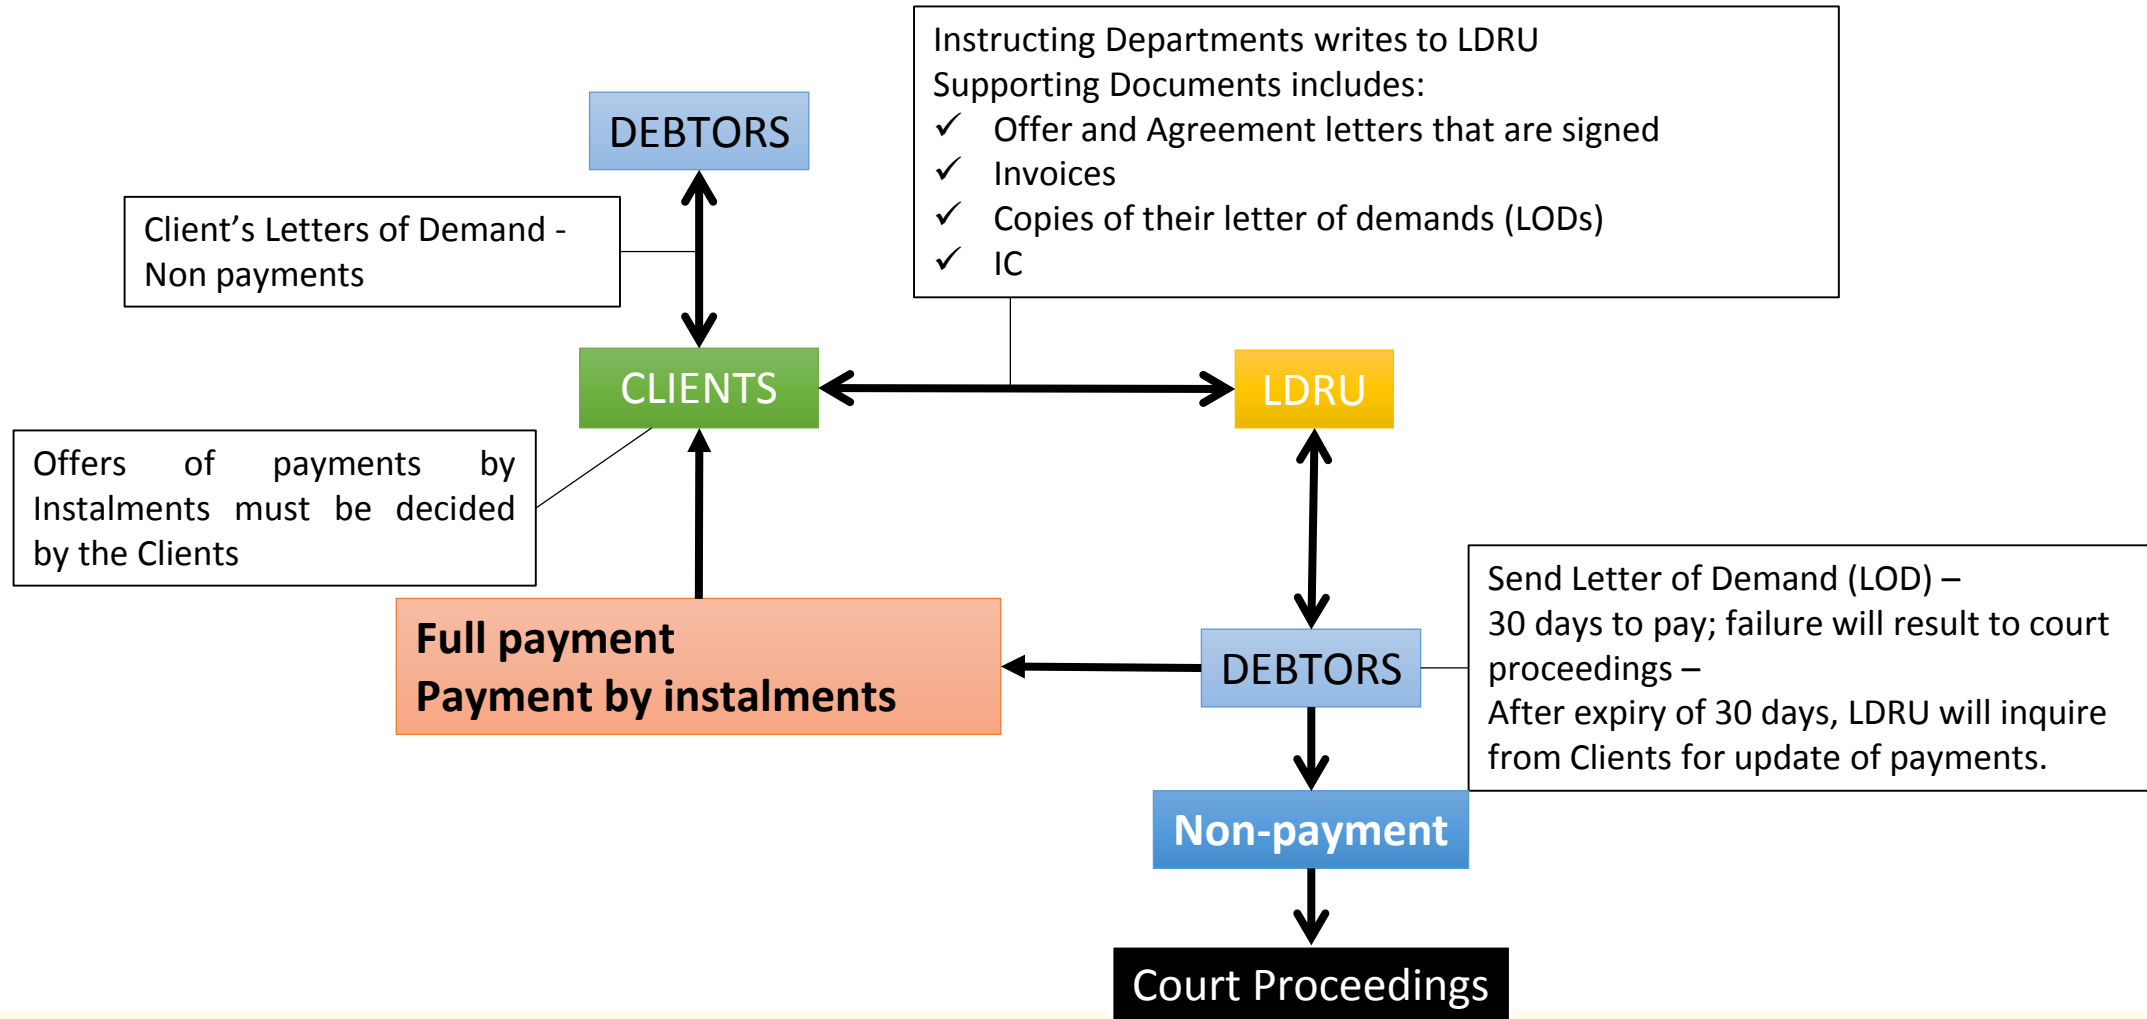 Instructing Departments writes to LDRU
Supporting Documents includes:
✓ Offer and Agreement letters that are signed
✓ Invoices
✓ Copies of their letter of demands (LODs)
✓ IC
DEBTORS
Client’s Letters of Demand -
Non payments
CLIENTS
LDRU
Offers of payments by
Instalments must be decided
by the Clients
Full payment
Payment by instalments
DEBTORS
Send Letter of Demand (LOD) –
30 days to pay; failure will result to court
proceedings –
After expiry of 30 days, LDRU will inquire
from Clients for update of payments.
Non-payment
Court Proceedings